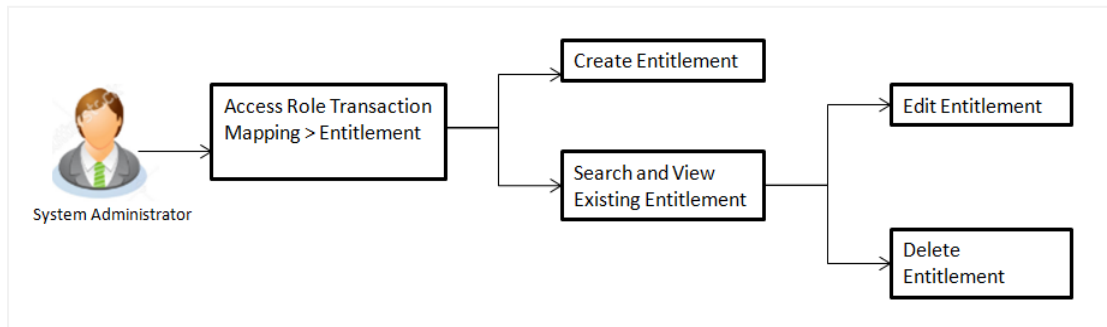 Access Role Transaction
Mapping > Entitlement
System Administrator
Create Entitlement
Search and View
Existing Entitlement
Edit Entitlement
Delete
Entitlement